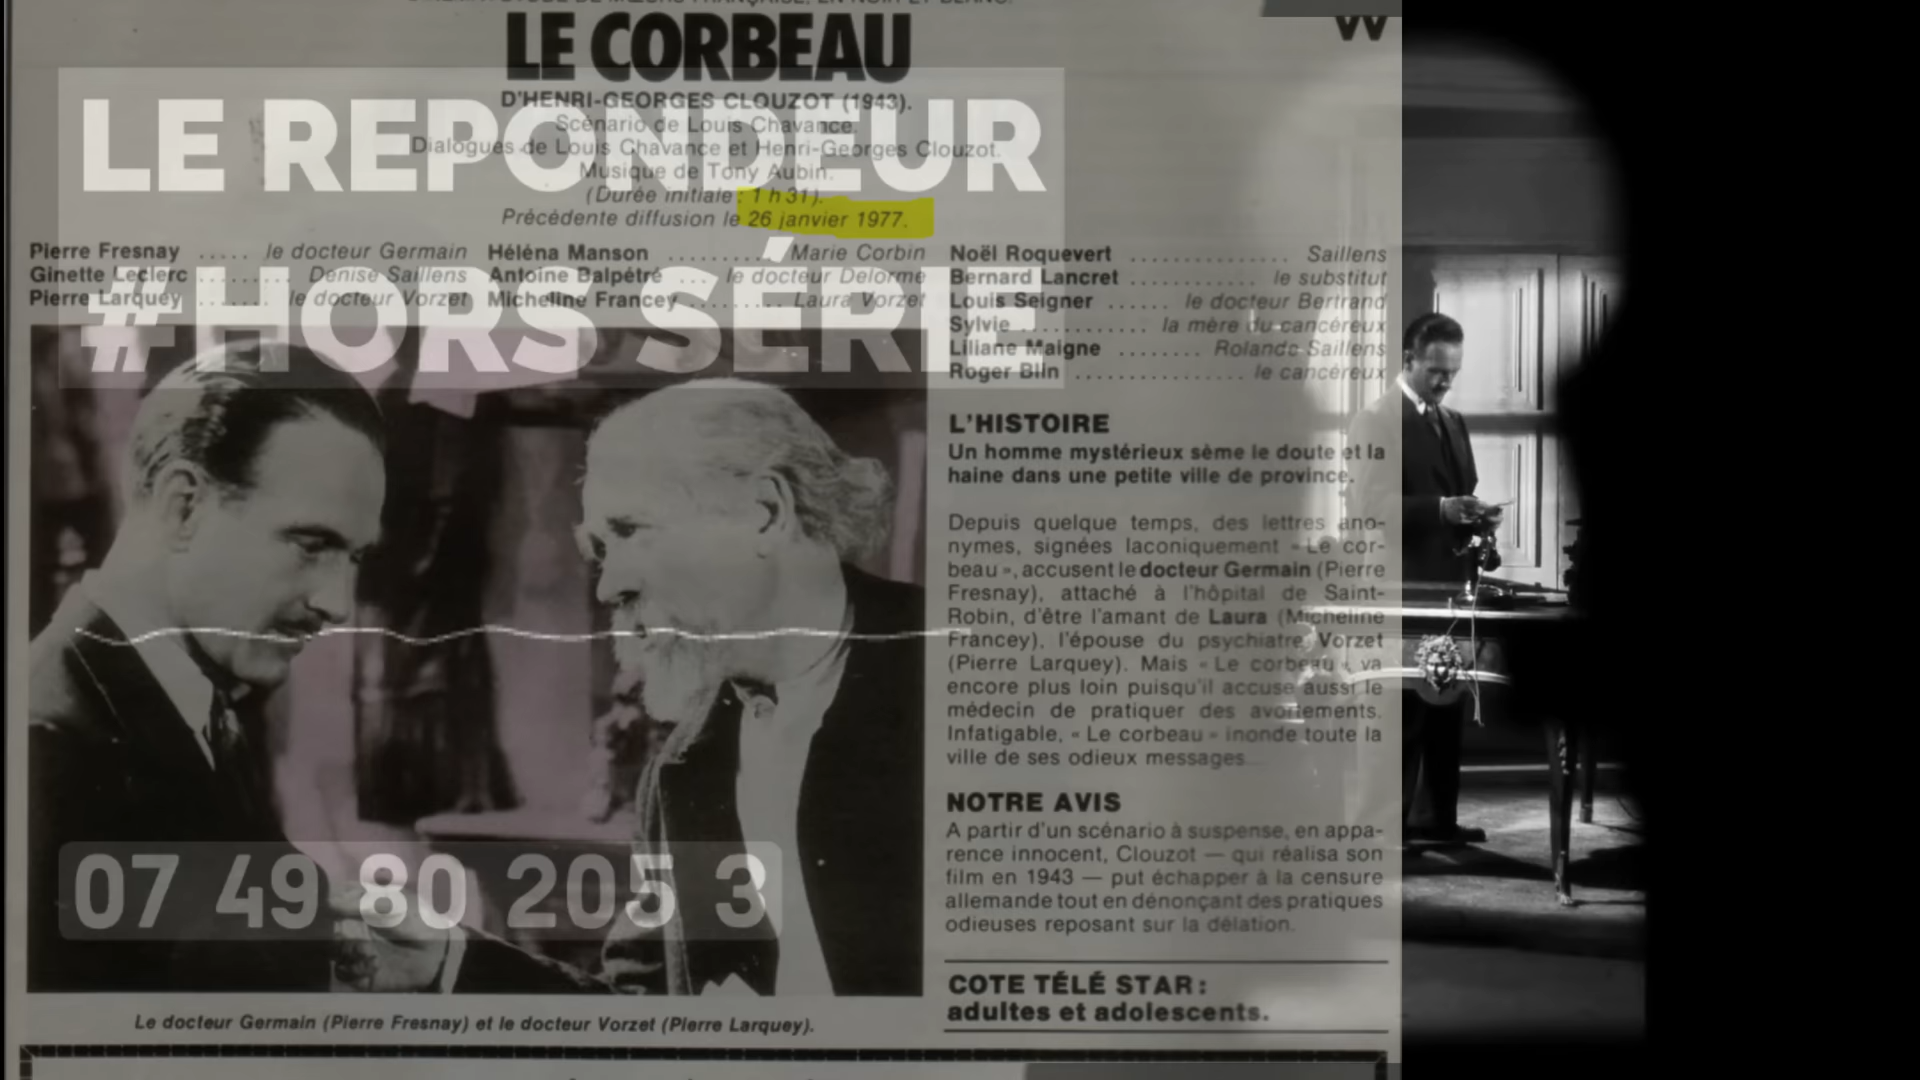 LE CORBEAU
D'HENRI-GEORGES CLOUZOT (1943).
Scénario de Louis Chavance.
Dialogues de Louis Chavance et Henri-Georges Clouzot.
Musique de Tony Aubin.
(Durée initiale : 1 h 31).
Précédente diffusion le 26 janvier 1977.
LE REPONDEUR
#HORS SÉRIE
Pierre Fresnay ..... le docteur Germain
Ginette Leclerc ........ Denise Saillens
Pierre Larquey ....... le docteur Vorzet
Héléna Manson .......... Marie Corbin
Antoine Balpétré ... le docteur Delorme
Micheline Francey ........ Laura Vorzet
Noël Roquevert ............... Saillens
Bernard Lancret ........... le substitut
Louis Seigner ...... le docteur Bertrand
Sylvie ............ la mère du cancéreux
Liliane Maigne ........ Rolande Saillens
Roger Blin ................ le cancéreux
L'HISTOIRE
Un homme mystérieux sème le doute et la
haine dans une petite ville de province.
Depuis quelque temps, des lettres ano-
nymes, signées laconiquement « Le cor-
beau », accusent le docteur Germain (Pierre
Fresnay), attaché à l'hôpital de Saint-
Robin, d'être l'amant de Laura (Micheline
Francey), l'épouse du psychiatre Vorzet
(Pierre Larquey). Mais « Le corbeau » va
encore plus loin puisqu'il accuse aussi le
médecin de pratiquer des avortements.
Infatigable, « Le corbeau » inonde toute la
ville de ses odieux messages...
NOTRE AVIS
A partir d'un scénario à suspense, en appa-
rence innocent, Clouzot — qui réalisa son
film en 1943 — put échapper à la censure
allemande tout en dénonçant des pratiques
odieuses reposant sur la délation.
COTE TÉLÉ STAR :
adultes et adolescents.
07 49 80 205 3
Le docteur Germain (Pierre Fresnay) et le docteur Vorzet (Pierre Larquey).